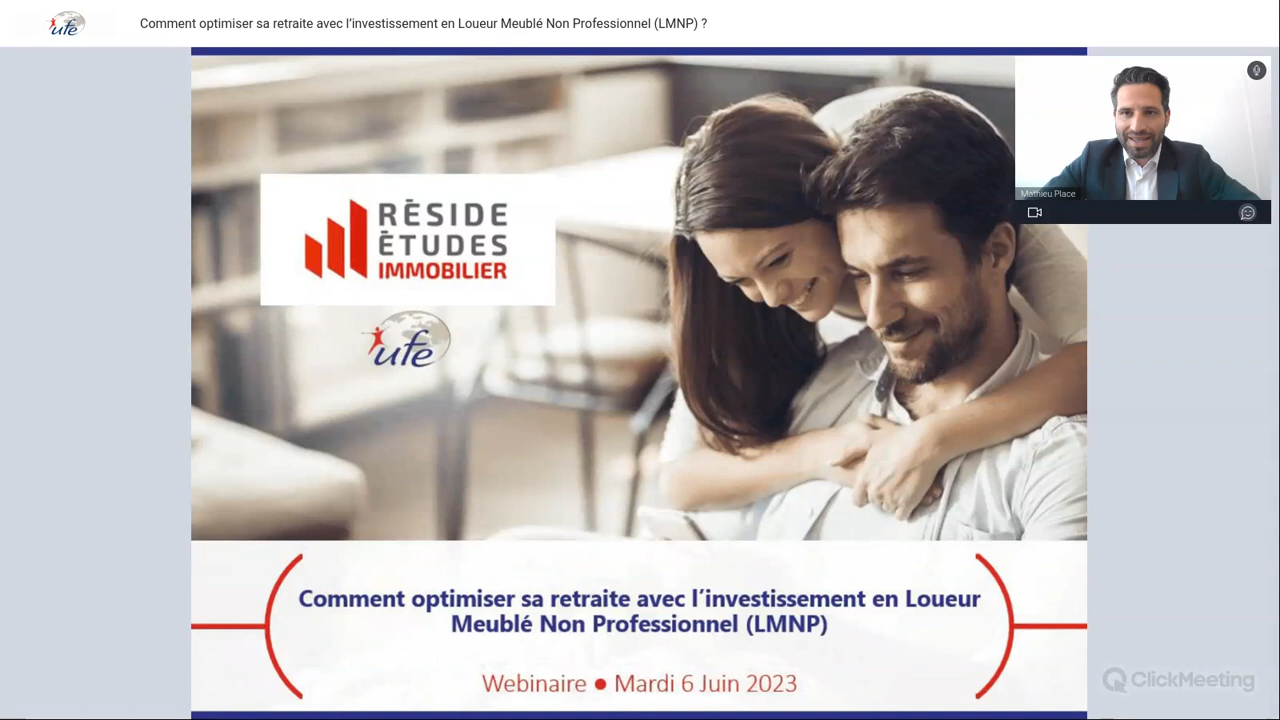 ufe
Comment optimiser sa retraite avec l’investissement en Loueur Meublé Non Professionnel (LMNP) ?
Mathieu Place
RÉSIDE
ÉTUDES
IMMOBILIER
ufe
Comment optimiser sa retraite avec l’investissement en Loueur
Meublé Non Professionnel (LMNP)
Webinaire ● Mardi 6 Juin 2023
ClickMeeting